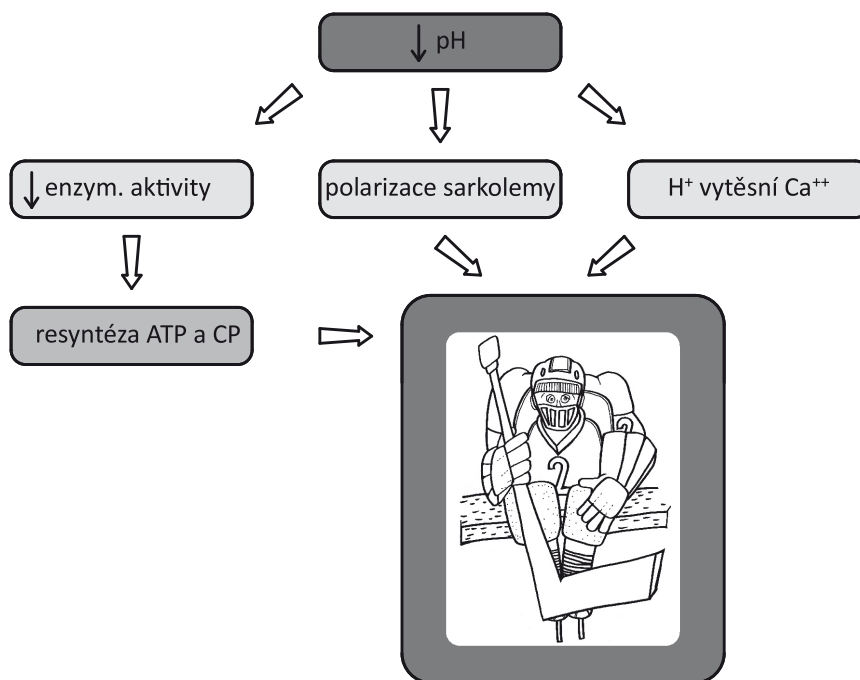 ↓ pH
↓ enzym. aktivity
polarizace sarkolemy
H⁺ vytěsní Ca⁺⁺
resyntéza ATP a CP
2
2